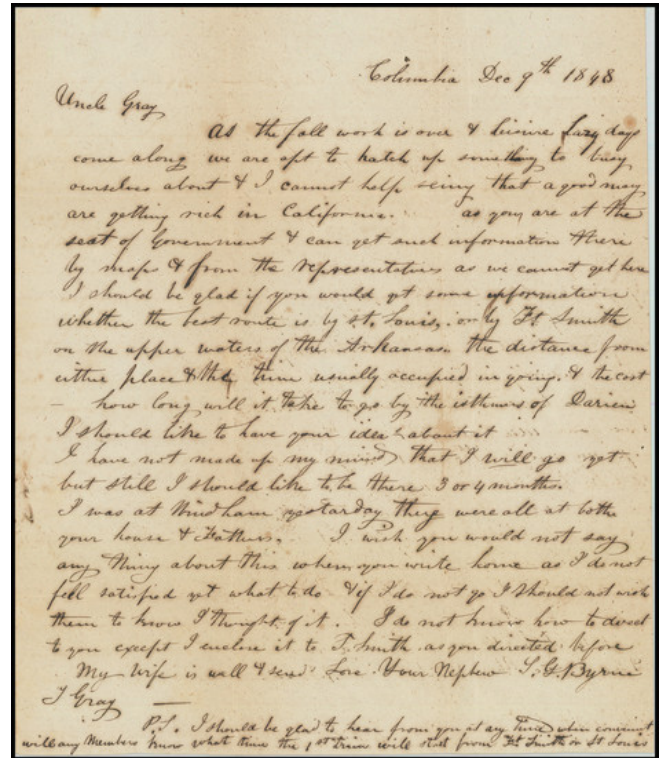 Columbia Dec 9th 1848
Uncle Gray
As the fall work is over & liesure lazy days
come along we are apt to hatch up something to busy
ourselves about & I cannot help seing that a good many
are getting rich in California. as you are at the
seat of Government & can get such information there
by maps & from the representatives as we cannot get here
I should be glad if you would get some information
whether the best route is by St. Louis, or by Ft Smith
on the upper waters of the Arkansas. the distance from
either place & the time usually occupied in going. & the cost
— how long will it take to go by the isthmus of Darien
I should like to have your idea about it
I have not made up my mind that I will go yet
but still I should like to be there 3 or 4 months.
I was at Windham yestarday they were all at both
your house & Fathers. I wish you would not say
any thing about this when you write home as I do not
fell satisfied yet what to do & if I do not go I should not wish
them to know I thought of it. I do not know how to direct
to you except I enclose it to T. Smith as you directed before
My Wife is well & send Love Your Nephew S. G. Byrne
J Gray —
P.S. I should be glad to hear from you at any time when convenient
will any Members know what time the 1st Train will start from Ft Smith or St Louis